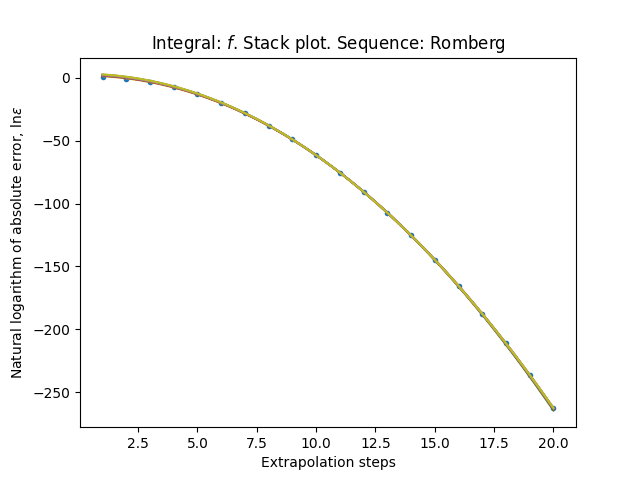 Integral: f. Stack plot. Sequence: Romberg
Natural logarithm of absolute error, lnε
0
−50
−100
−150
−200
−250
2.5 5.0 7.5 10.0 12.5 15.0 17.5 20.0
Extrapolation steps